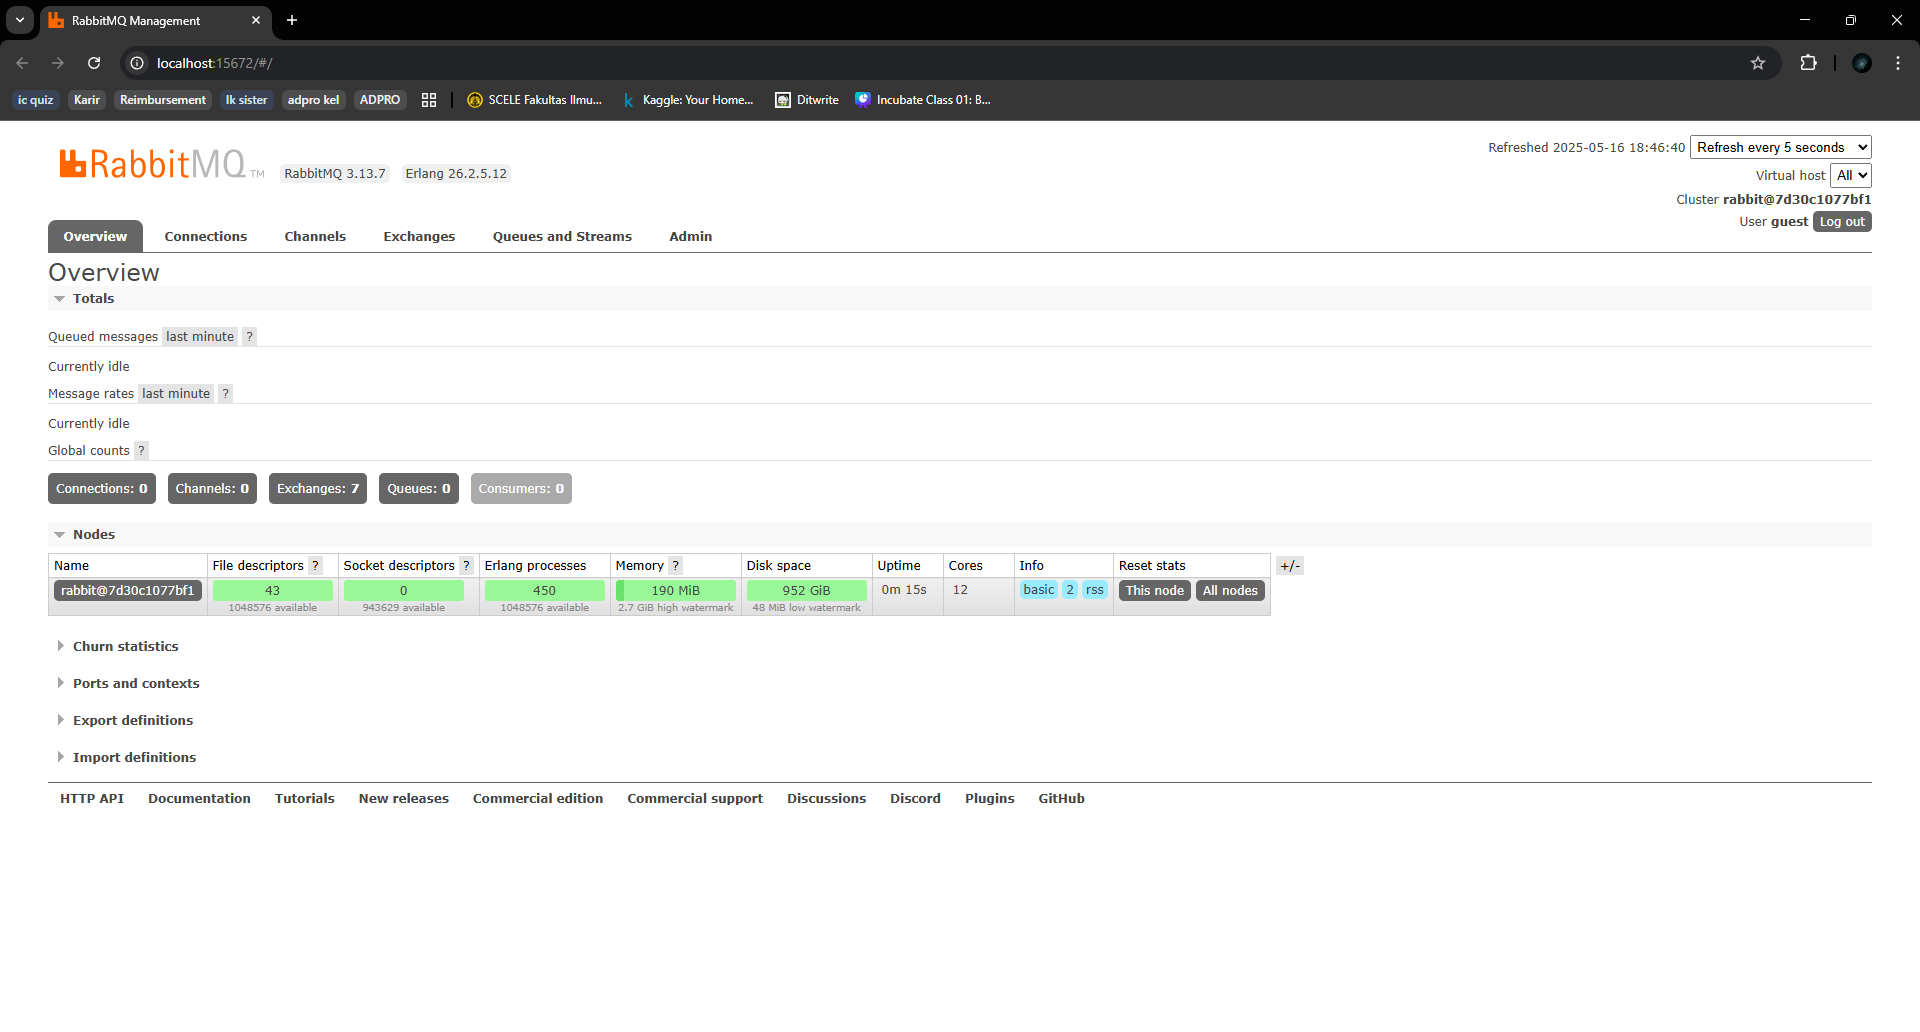 RabbitMQ Management
localhost:15672/#/
ic quiz Karir Reimbursement lk sister adpro kel ADPRO SCELE Fakultas Ilmu... Kaggle: Your Home... Ditwrite Incubate Class 01: B...
RabbitMQ TM RabbitMQ 3.13.7 Erlang 26.2.5.12
Refreshed 2025-05-16 18:46:40 Refresh every 5 seconds
Virtual host All
Cluster rabbit@7d30c1077bf1
User guest Log out
Overview Connections Channels Exchanges Queues and Streams Admin
Overview
Totals
Queued messages last minute ?
Currently idle
Message rates last minute ?
Currently idle
Global counts ?
Connections: 0 Channels: 0 Exchanges: 7 Queues: 0 Consumers: 0
Nodes
Name File descriptors ? Socket descriptors ? Erlang processes Memory ? Disk space Uptime Cores Info Reset stats +/-
rabbit@7d30c1077bf1 43 0 450 190 MiB 952 GiB 0m 15s 12 basic 2 rss This node All nodes
1048576 available 943629 available 1048576 available 2.7 GiB high watermark 48 MiB low watermark
Churn statistics
Ports and contexts
Export definitions
Import definitions
HTTP API Documentation Tutorials New releases Commercial edition Commercial support Discussions Discord Plugins GitHub